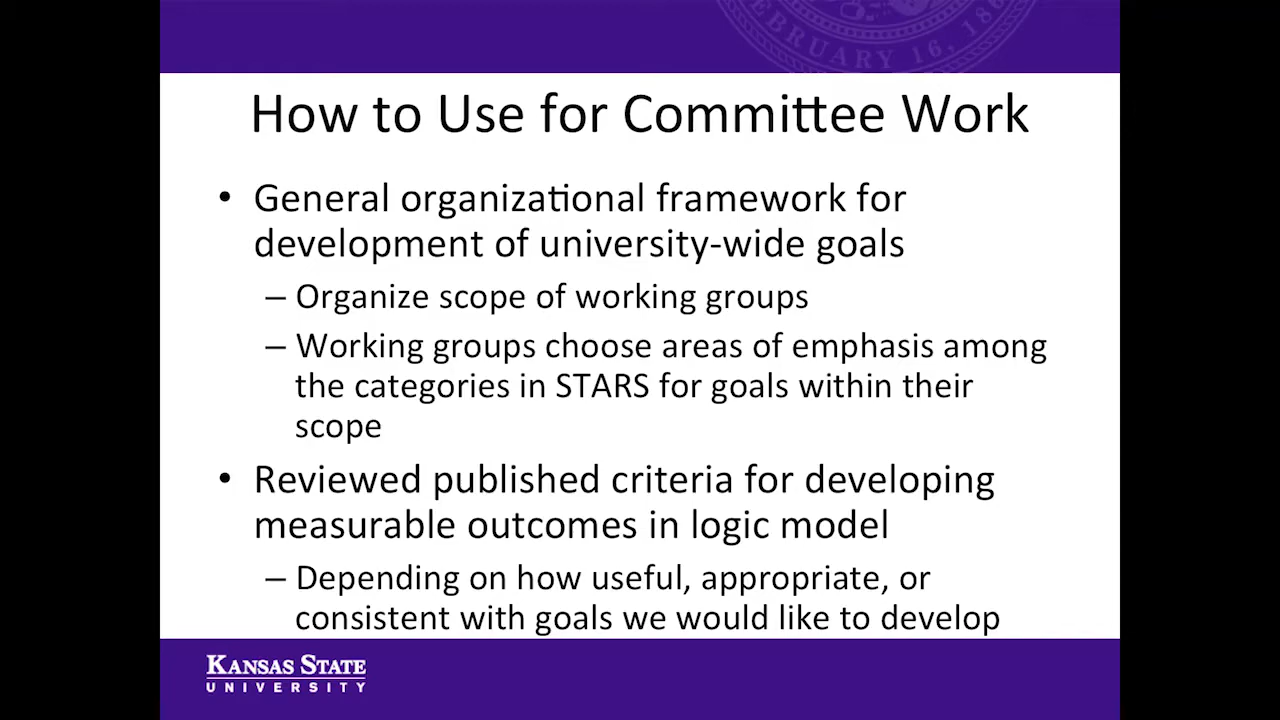 FEBRUARY 16, 186
How to Use for Committee Work
• General organizational framework for
development of university-wide goals
– Organize scope of working groups
– Working groups choose areas of emphasis among
the categories in STARS for goals within their
scope
• Reviewed published criteria for developing
measurable outcomes in logic model
– Depending on how useful, appropriate, or
consistent with goals we would like to develop
KANSAS STATE
UNIVERSITY